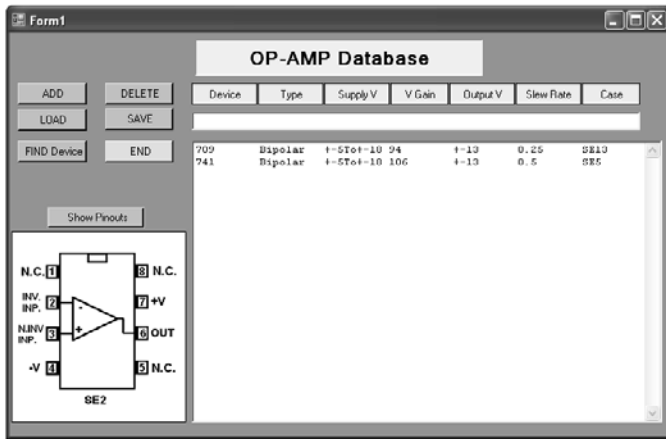 Form1
OP-AMP Database
ADD DELETE
LOAD SAVE
FIND Device END
Device Type Supply V V Gain Output V Slew Rate Case
709 Bipolar +-5To+-18 94 +-13 0.25 SE13
741 Bipolar +-5To+-18 106 +-13 0.5 SE5
Show Pinouts
N.C. 1 8 N.C.
INV. INP. 2 - 7 +V
N.INV INP. 3 + 6 OUT
-V 4 5 N.C.
SE2